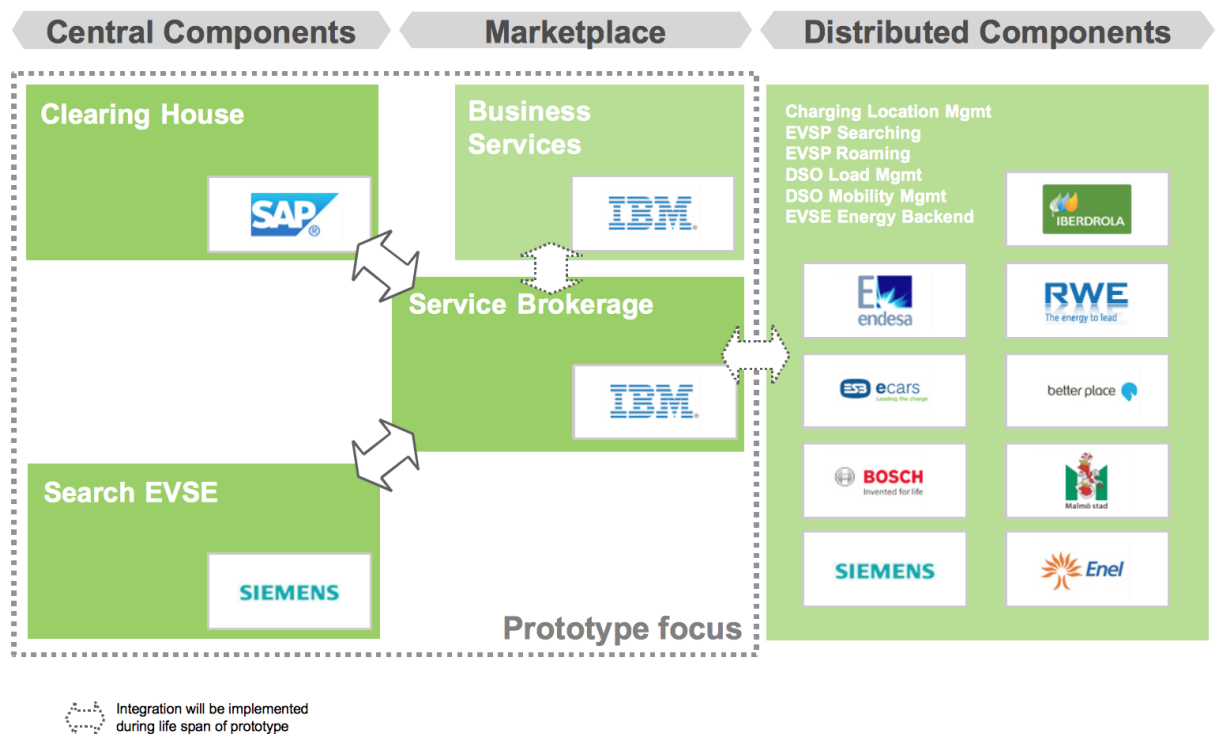 Central Components
Marketplace
Distributed Components
Clearing House
SAP®
Business
Services
IBM®
Service Brokerage
IBM®
Search EVSE
SIEMENS
Prototype focus
Charging Location Mgmt
EVSP Searching
EVSP Roaming
DSO Load Mgmt
DSO Mobility Mgmt
EVSE Energy Backend
IBERDROLA
endesa
RWE
The energy to lead
ESB ecars
Leading the charge
better place
BOSCH
Invented for life
Malmö stad
SIEMENS
Enel
Integration will be implemented
during life span of prototype